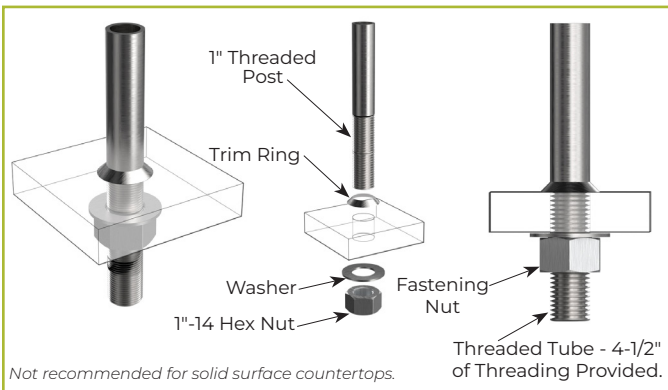 1" Threaded
Post
Trim Ring
Washer
1"-14 Hex Nut
Fastening
Nut
Threaded Tube - 4-1/2"
of Threading Provided.
Not recommended for solid surface countertops.